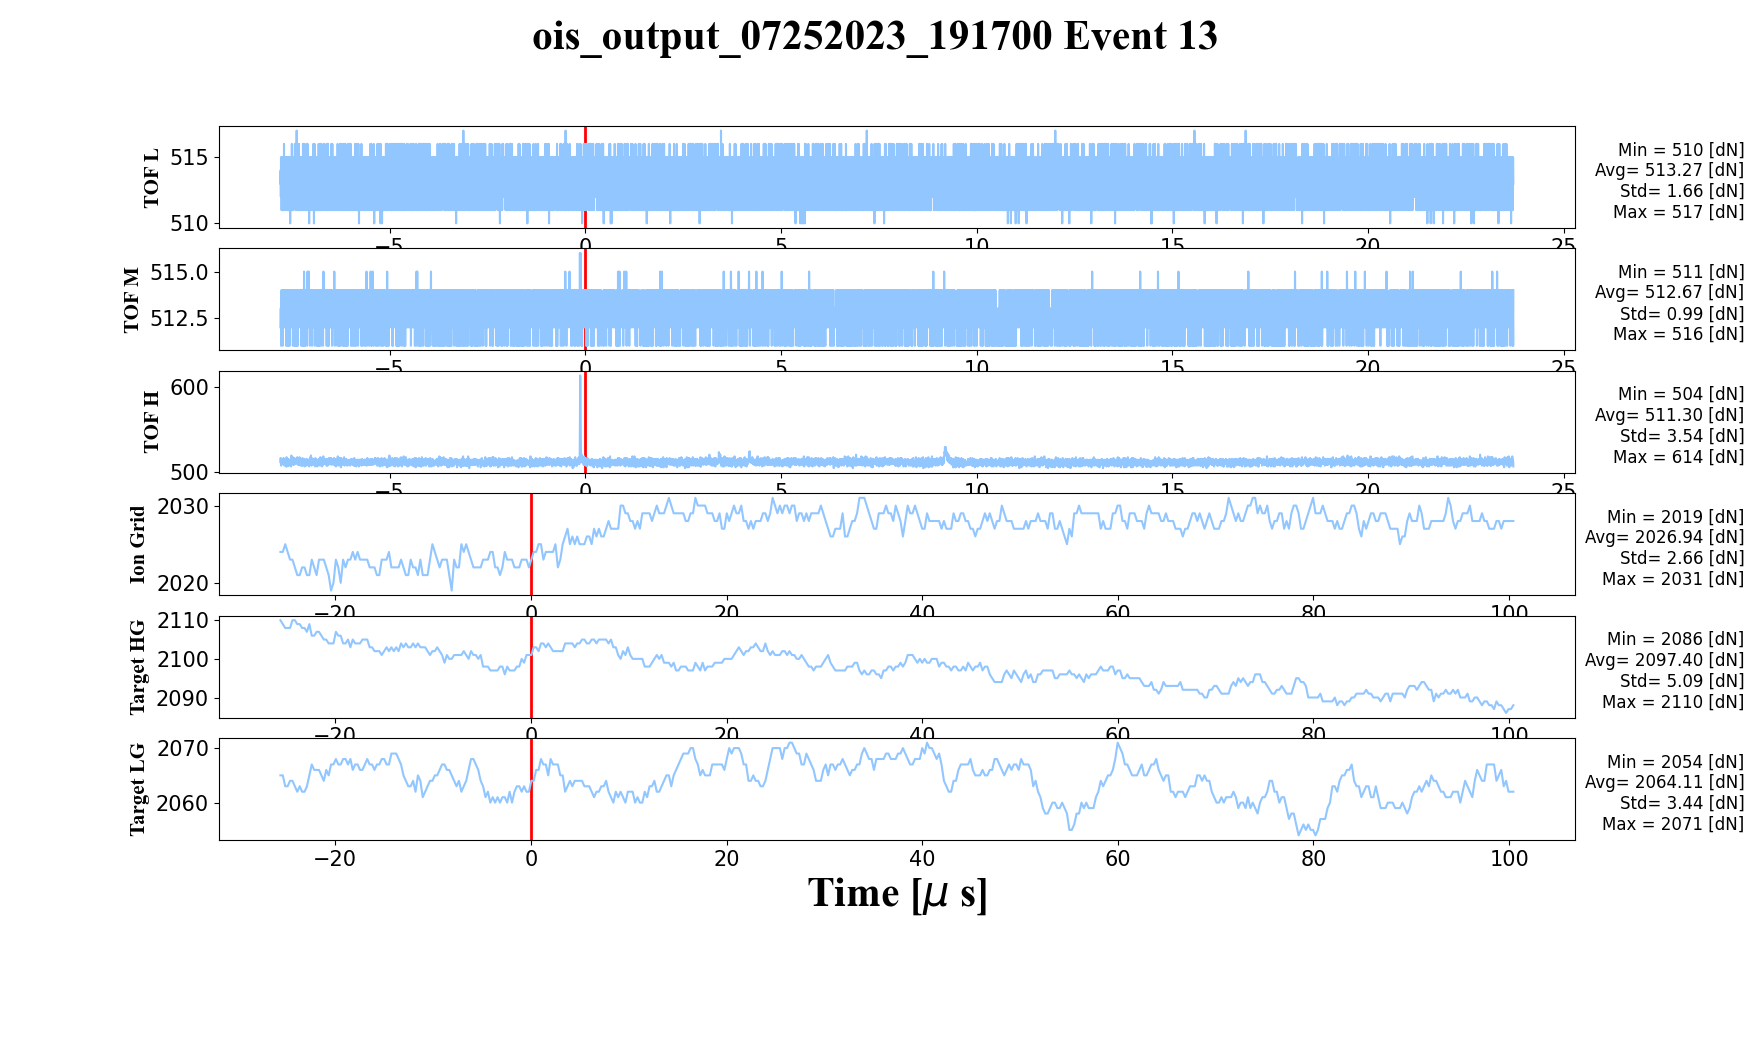 ois_output_07252023_191700 Event 13
TOF L
515
510
−5
0
5
10
15
20
25
Min = 510 [dN]
Avg= 513.27 [dN]
Std= 1.66 [dN]
Max = 517 [dN]
TOF M
515.0
512.5
−5
0
5
10
15
20
25
Min = 511 [dN]
Avg= 512.67 [dN]
Std= 0.99 [dN]
Max = 516 [dN]
TOF H
600
500
−5
0
5
10
15
20
25
Min = 504 [dN]
Avg= 511.30 [dN]
Std= 3.54 [dN]
Max = 614 [dN]
Ion Grid
2030
2020
−20
0
20
40
60
80
100
Min = 2019 [dN]
Avg= 2026.94 [dN]
Std= 2.66 [dN]
Max = 2031 [dN]
Target HG
2110
2100
2090
−20
0
20
40
60
80
100
Min = 2086 [dN]
Avg= 2097.40 [dN]
Std= 5.09 [dN]
Max = 2110 [dN]
Target LG
2070
2060
−20
0
20
40
60
80
100
Min = 2054 [dN]
Avg= 2064.11 [dN]
Std= 3.44 [dN]
Max = 2071 [dN]
Time [μ s]